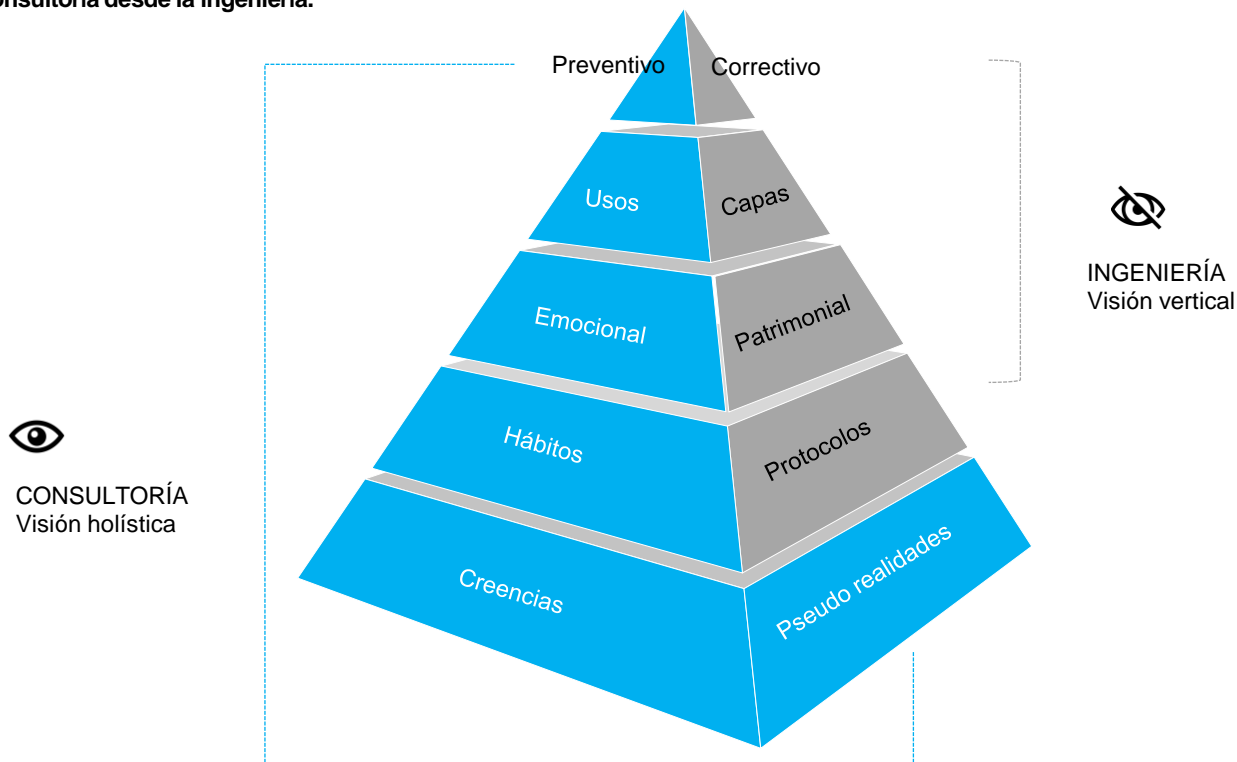 onsultoría desde la Ingeniería.
Preventivo
Correctivo
Usos
Capas
Emocional
Patrimonial
Hábitos
Protocolos
Creencias
Pseudo realidades
INGENIERÍA
Visión vertical
CONSULTORÍA
Visión holística